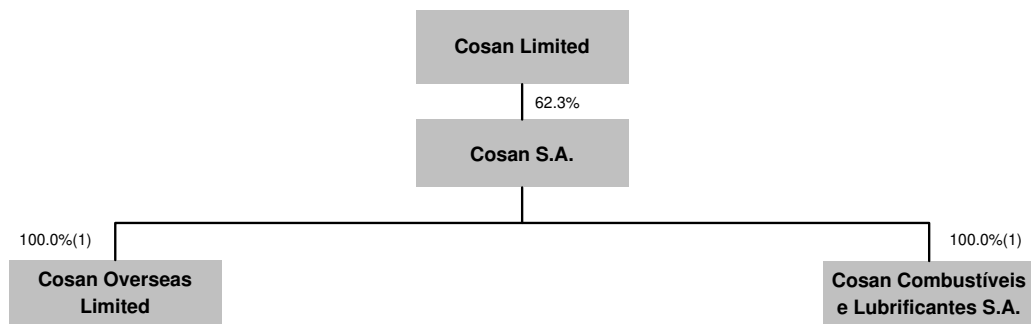 Cosan Limited
62.3%
Cosan S.A.
100.0%(1)
100.0%(1)
Cosan Overseas
Limited
Cosan Combustíveis
e Lubrificantes S.A.